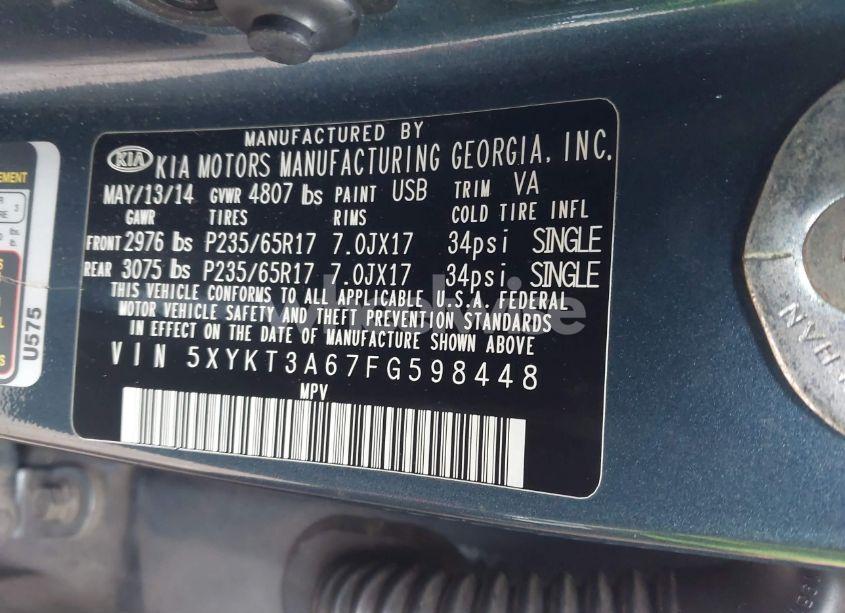 MANUFACTURED BY
KIA KIA MOTORS MANUFACTURING GEORGIA, INC.
MAY/13/14 GVWR 4807 lbs PAINT USB TRIM VA
GAWR TIRES RIMS COLD TIRE INFL
FRONT 2976 lbs P235/65R17 7.0JX17 34psi SINGLE
REAR 3075 lbs P235/65R17 7.0JX17 34psi SINGLE
THIS VEHICLE CONFORMS TO ALL APPLICABLE U.S.A. FEDERAL
MOTOR VEHICLE SAFETY AND THEFT PREVENTION STANDARDS
IN EFFECT ON THE DATE OF MANUFACTURE SHOWN ABOVE
VIN 5XYKT3A67FG598448
MPV
U575
3